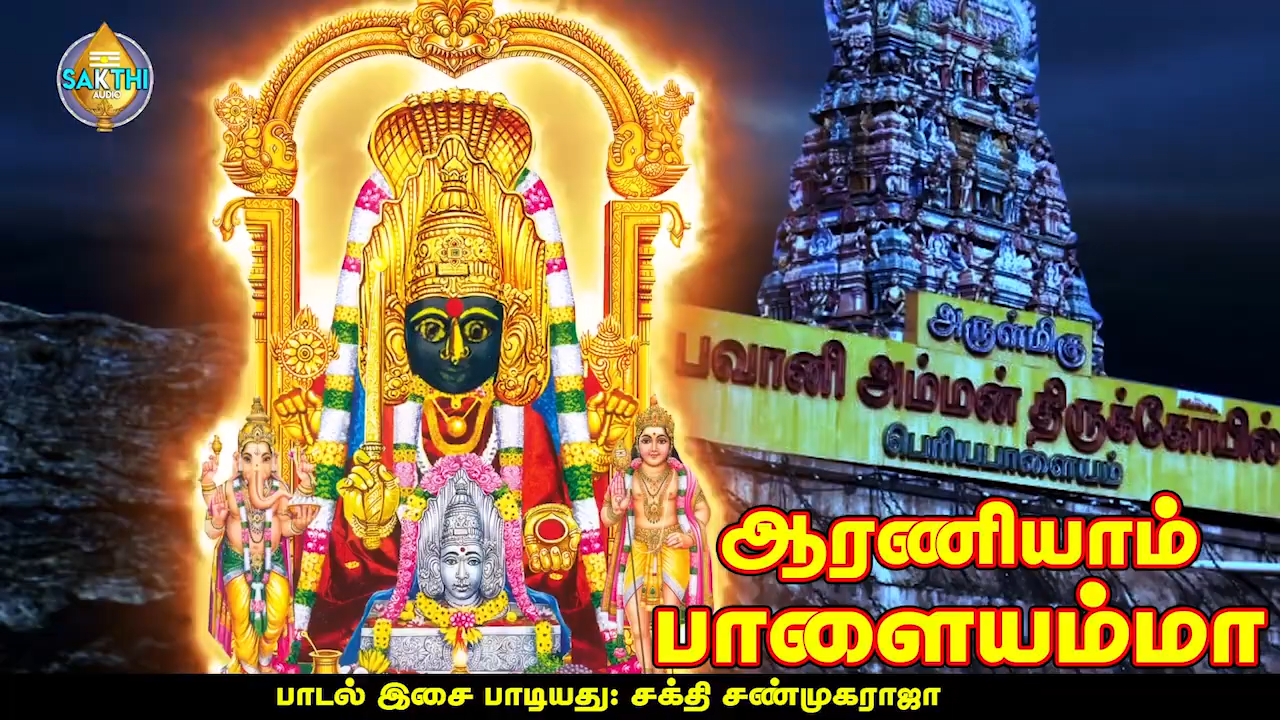 SAKTHI
AUDIO
அருள்மிகு
பவானி அம்மன் திருக்கோயில்
பெரியபாளையம்
ஆரணியாம்
பாளையம்மா
பாடல் இசை பாடியது: சக்தி சண்முகராஜா